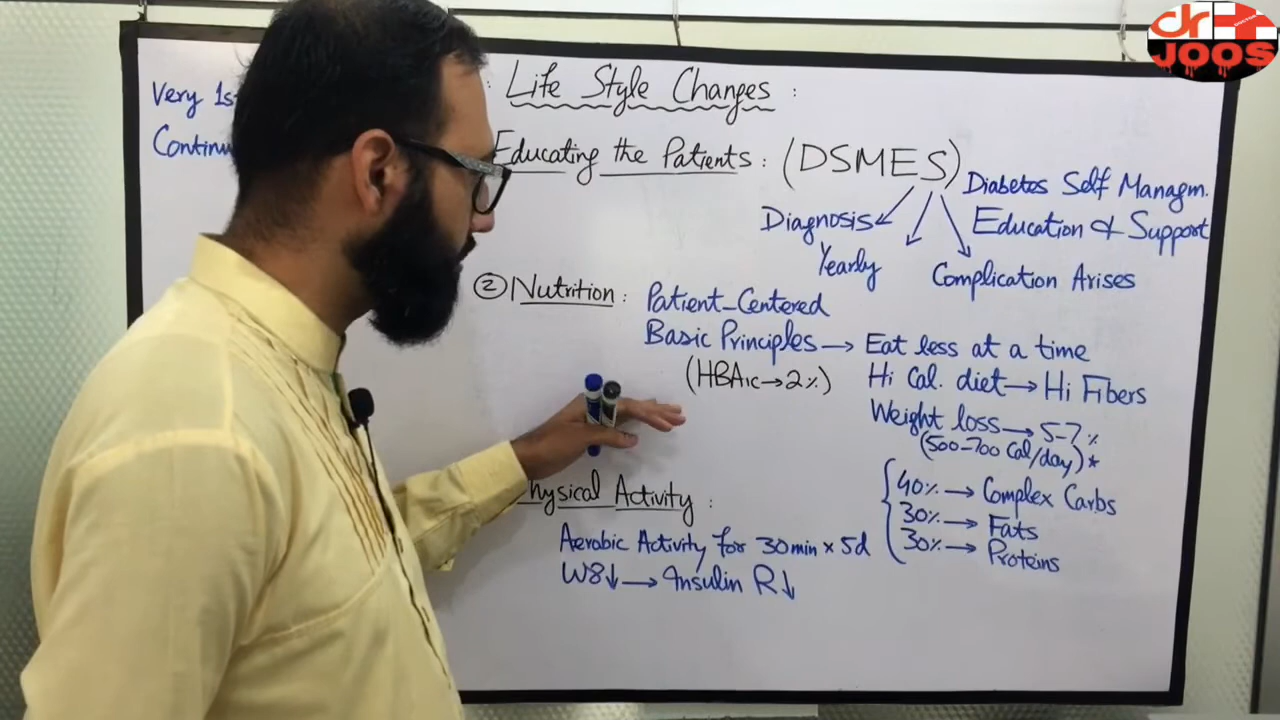 dr
JOOS
: Life Style Changes :
Very 1st
Educating the Patients : (DSMES)
Diabetes Self Managm.
Education & Support
Diagnosis
Yearly
Complication Arises
② Nutrition : Patient-Centered
Basic Principles → Eat less at a time
(HBA1c → 2%)
Hi Cal. diet → Hi Fibers
Weight loss → 5-7%
(500-700 Cal/day)*
40% → Complex Carbs
30% → Fats
30% → Proteins
Physical Activity :
Aerobic Activity for 30min × 5d
W8↓ → Insulin R↓